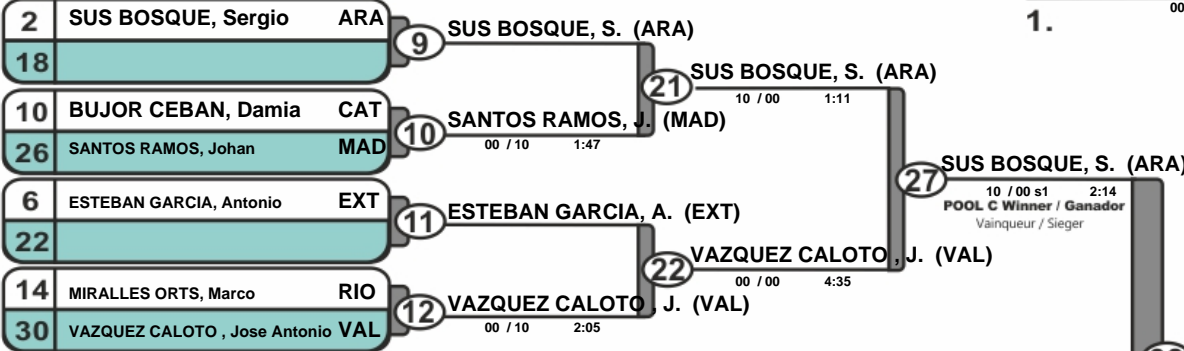 2 SUS BOSQUE, Sergio ARA
18
9 SUS BOSQUE, S. (ARA)
10 BUJOR CEBAN, Damia CAT
26 SANTOS RAMOS, Johan MAD
10 SANTOS RAMOS, J. (MAD)
00 / 10 1:47
21 SUS BOSQUE, S. (ARA)
10 / 00 1:11
6 ESTEBAN GARCIA, Antonio EXT
22
11 ESTEBAN GARCIA, A. (EXT)
14 MIRALLES ORTS, Marco RIO
30 VAZQUEZ CALOTO , Jose Antonio VAL
12 VAZQUEZ CALOTO , J. (VAL)
00 / 10 2:05
22 VAZQUEZ CALOTO , J. (VAL)
00 / 00 4:35
27 SUS BOSQUE, S. (ARA)
10 / 00 s1 2:14
POOL C Winner / Ganador
Vainqueur / Sieger
1.
00